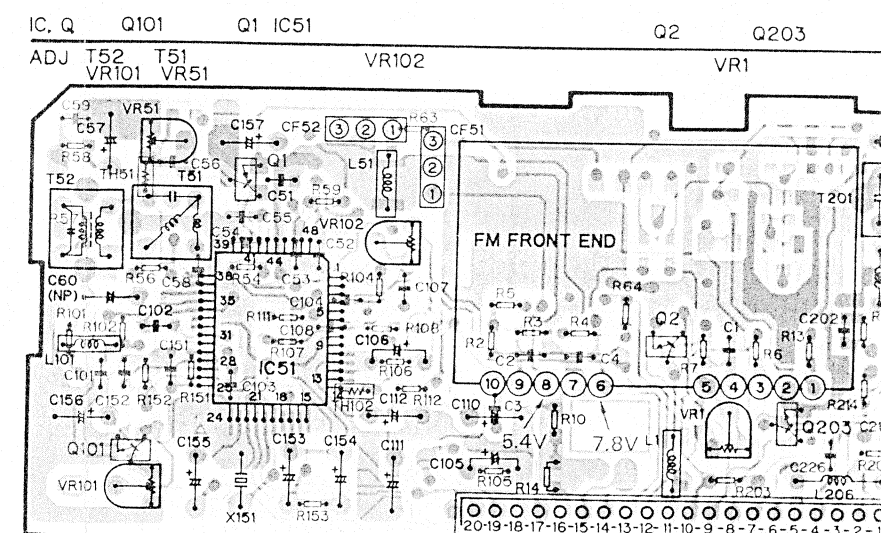 IC, Q Q101 Q1 IC51 Q2 Q203
ADJ T52 T51 VR102 VR1
VR101 VR51
C59 VR51 C157 CF52 3 2 1 R63 CF51
C57 Q1 3
R58 C56 L51 2
T52 TH51 T51 C51 R59 1 T201
C55 VR102
C54 48 C52 FM FRONT END
39 44
R56 C58 38 R54 C53 R104 R64
C60 C104 C107 R5
(NP) 35 5
R101 R102 C102 R111 C108 R108 R3 R4 Q2 C1 R13 C202
31 R107 9 C106 R2
L101 C151 28 IC51 R106 C2 C4 R7 R6
C101 C152 R152 R151 25 C103 13 R112 10 9 8 7 6 5 4 3 2 1
C156 24 21 18 15 TH102 C112 C110 C3 R10 VR1 R214
Q101 C155 C153 C154 C111 5.4V 7.8V L1 Q203
VR101 C105 R105 R14 C226
X151 R153 R203 L206
20-19-18-17-16-15-14-13-12-11-10-9-8-7-6-5-4-3-2-1